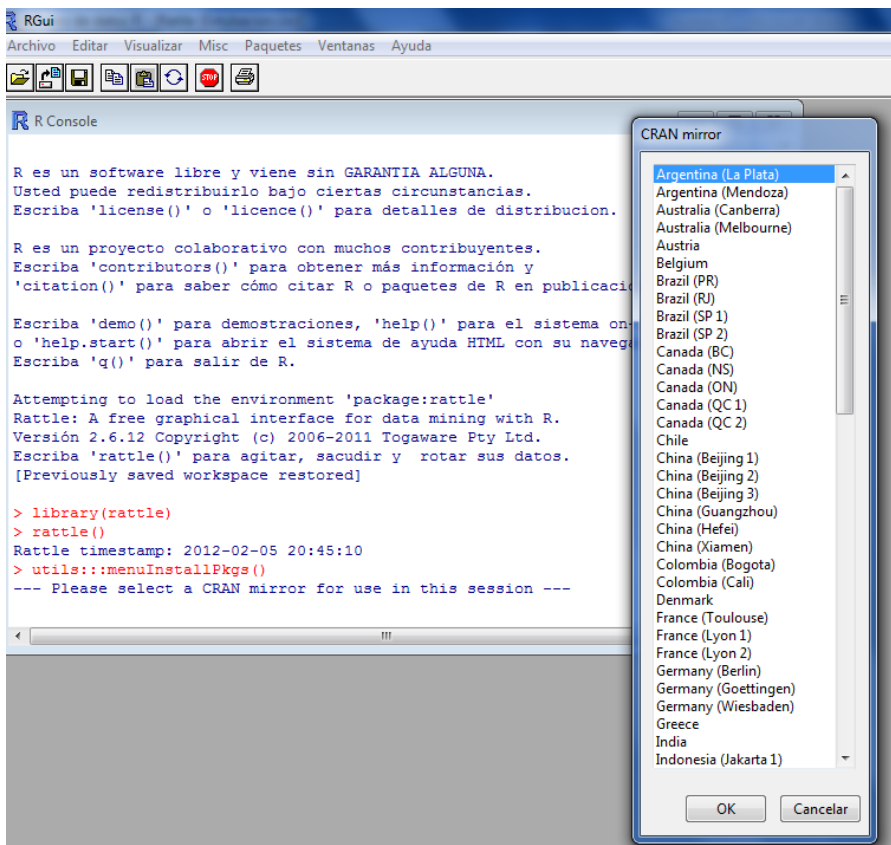 RGui
Archivo Editar Visualizar Misc Paquetes Ventanas Ayuda
STOP
R Console
R es un software libre y viene sin GARANTIA ALGUNA.
Usted puede redistribuirlo bajo ciertas circunstancias.
Escriba 'license()' o 'licence()' para detalles de distribucion.
R es un proyecto colaborativo con muchos contribuyentes.
Escriba 'contributors()' para obtener más información y
'citation()' para saber cómo citar R o paquetes de R en publicacio
Escriba 'demo()' para demostraciones, 'help()' para el sistema on-
o 'help.start()' para abrir el sistema de ayuda HTML con su navega
Escriba 'q()' para salir de R.
Attempting to load the environment 'package:rattle'
Rattle: A free graphical interface for data mining with R.
Versión 2.6.12 Copyright (c) 2006-2011 Togaware Pty Ltd.
Escriba 'rattle()' para agitar, sacudir y  rotar sus datos.
[Previously saved workspace restored]
> library(rattle)
> rattle()
Rattle timestamp: 2012-02-05 20:45:10
> utils:::menuInstallPkgs()
--- Please select a CRAN mirror for use in this session ---
CRAN mirror
Argentina (La Plata)
Argentina (Mendoza)
Australia (Canberra)
Australia (Melbourne)
Austria
Belgium
Brazil (PR)
Brazil (RJ)
Brazil (SP 1)
Brazil (SP 2)
Canada (BC)
Canada (NS)
Canada (ON)
Canada (QC 1)
Canada (QC 2)
Chile
China (Beijing 1)
China (Beijing 2)
China (Beijing 3)
China (Guangzhou)
China (Hefei)
China (Xiamen)
Colombia (Bogota)
Colombia (Cali)
Denmark
France (Toulouse)
France (Lyon 1)
France (Lyon 2)
Germany (Berlin)
Germany (Goettingen)
Germany (Wiesbaden)
Greece
India
Indonesia (Jakarta 1)
OK Cancelar